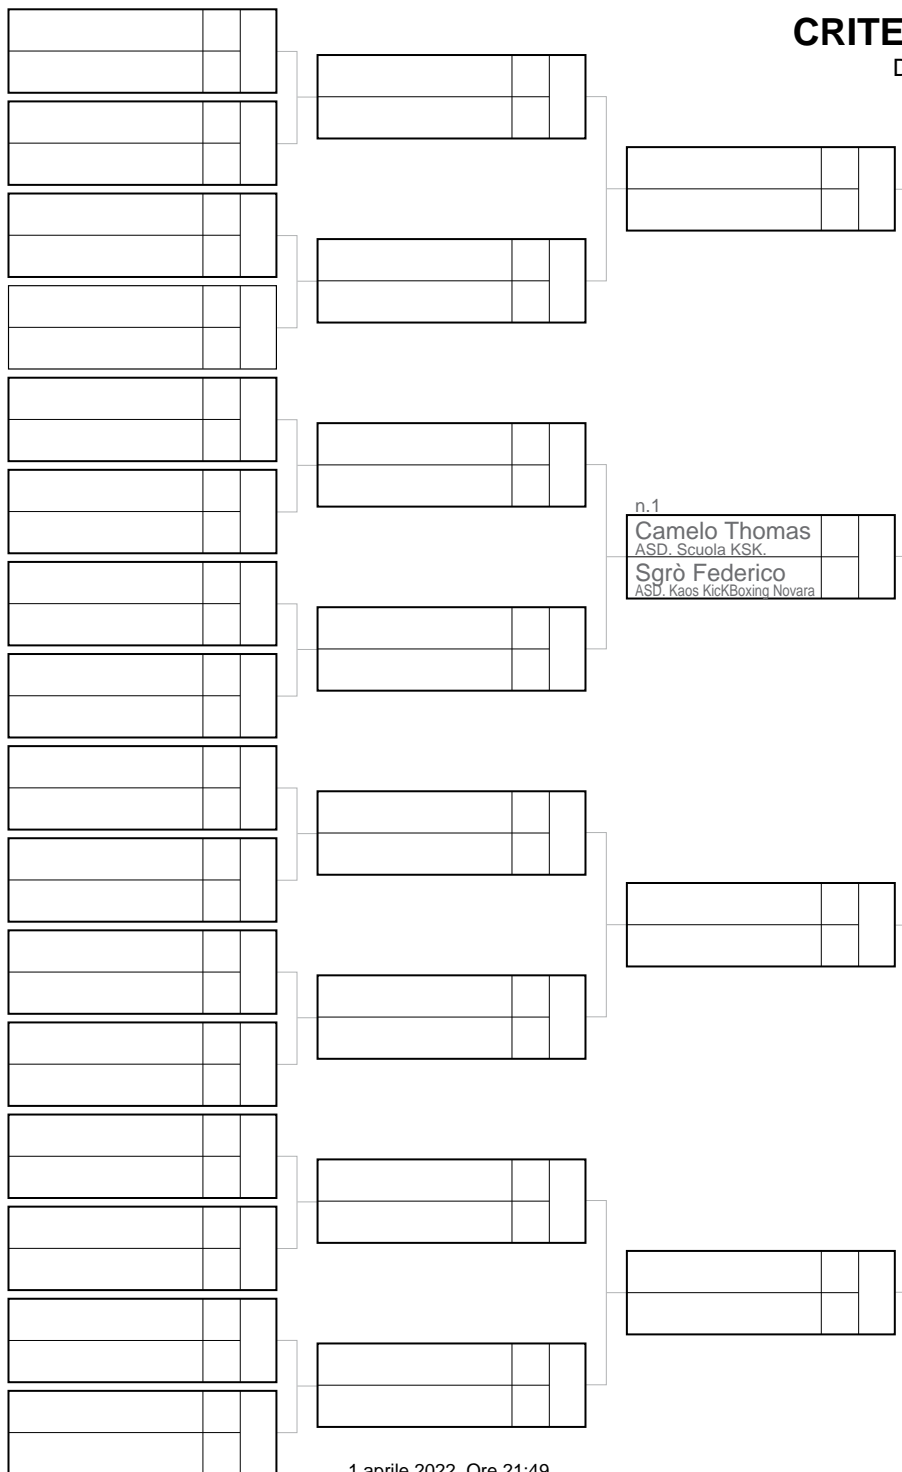 CRITE
D
n.1
Camelo Thomas
ASD. Scuola KSK.
Sgrò Federico
ASD. Kaos KicKBoxing Novara
1 aprile 2022 Ore 21:49